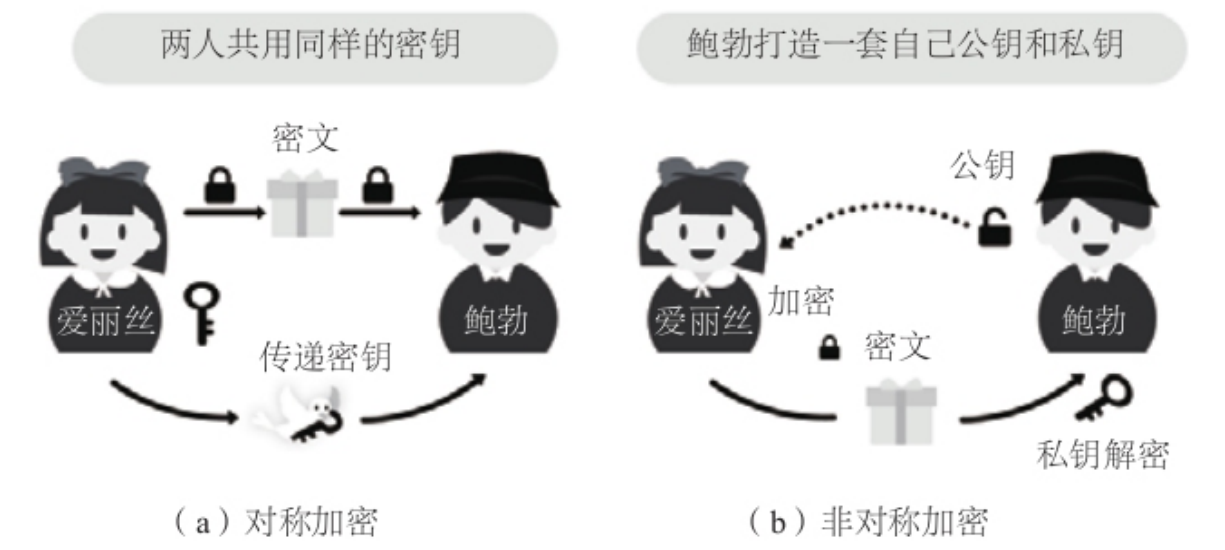 两人共用同样的密钥
密文
爱丽丝
鲍勃
传递密钥
（a）对称加密
鲍勃打造一套自己公钥和私钥
公钥
爱丽丝
加密
鲍勃
密文
私钥解密
（b）非对称加密